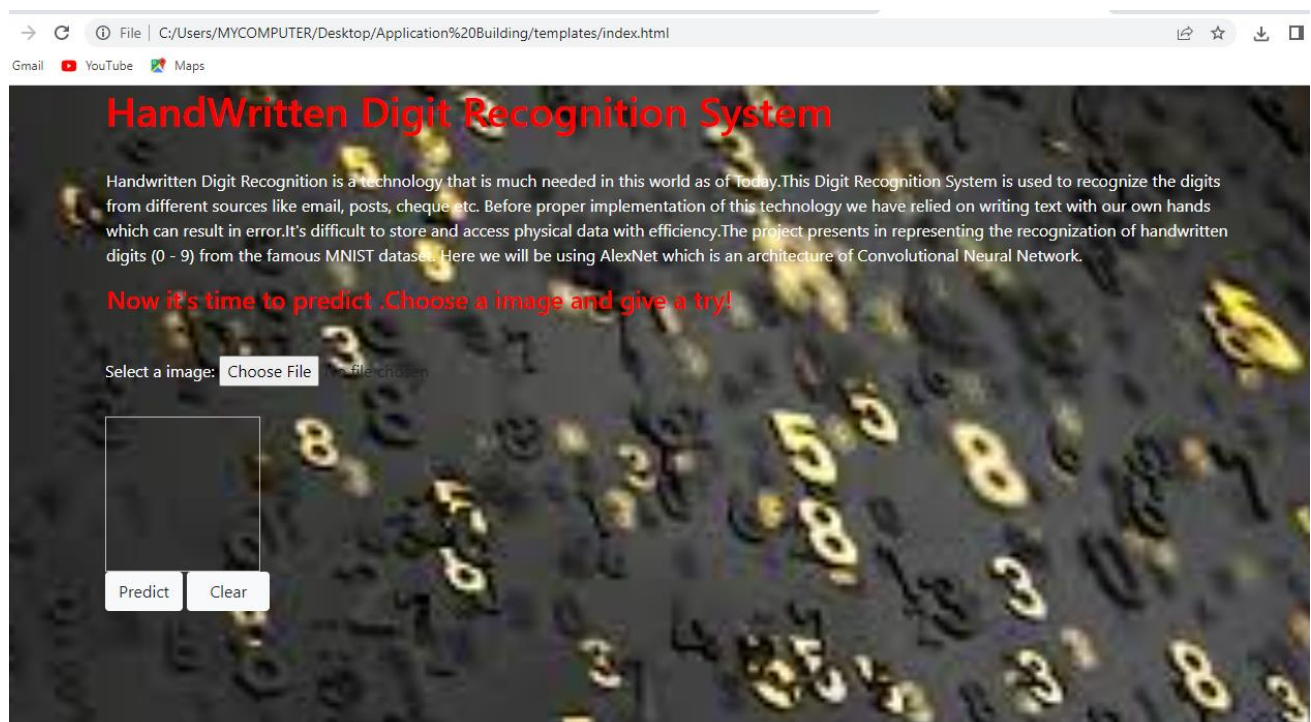 File | C:/Users/MYCOMPUTER/Desktop/Application%20Building/templates/index.html
Gmail YouTube Maps
HandWritten Digit Recognition System
Handwritten Digit Recognition is a technology that is much needed in this world as of Today.This Digit Recognition System is used to recognize the digits
from different sources like email, posts, cheque etc. Before proper implementation of this technology we have relied on writing text with our own hands
which can result in error.It's difficult to store and access physical data with efficiency.The project presents in representing the recognization of handwritten
digits (0 - 9) from the famous MNIST dataset. Here we will be using AlexNet which is an architecture of Convolutional Neural Network.
Now it's time to predict .Choose a image and give a try!
Select a image: Choose File No file chosen
Predict Clear